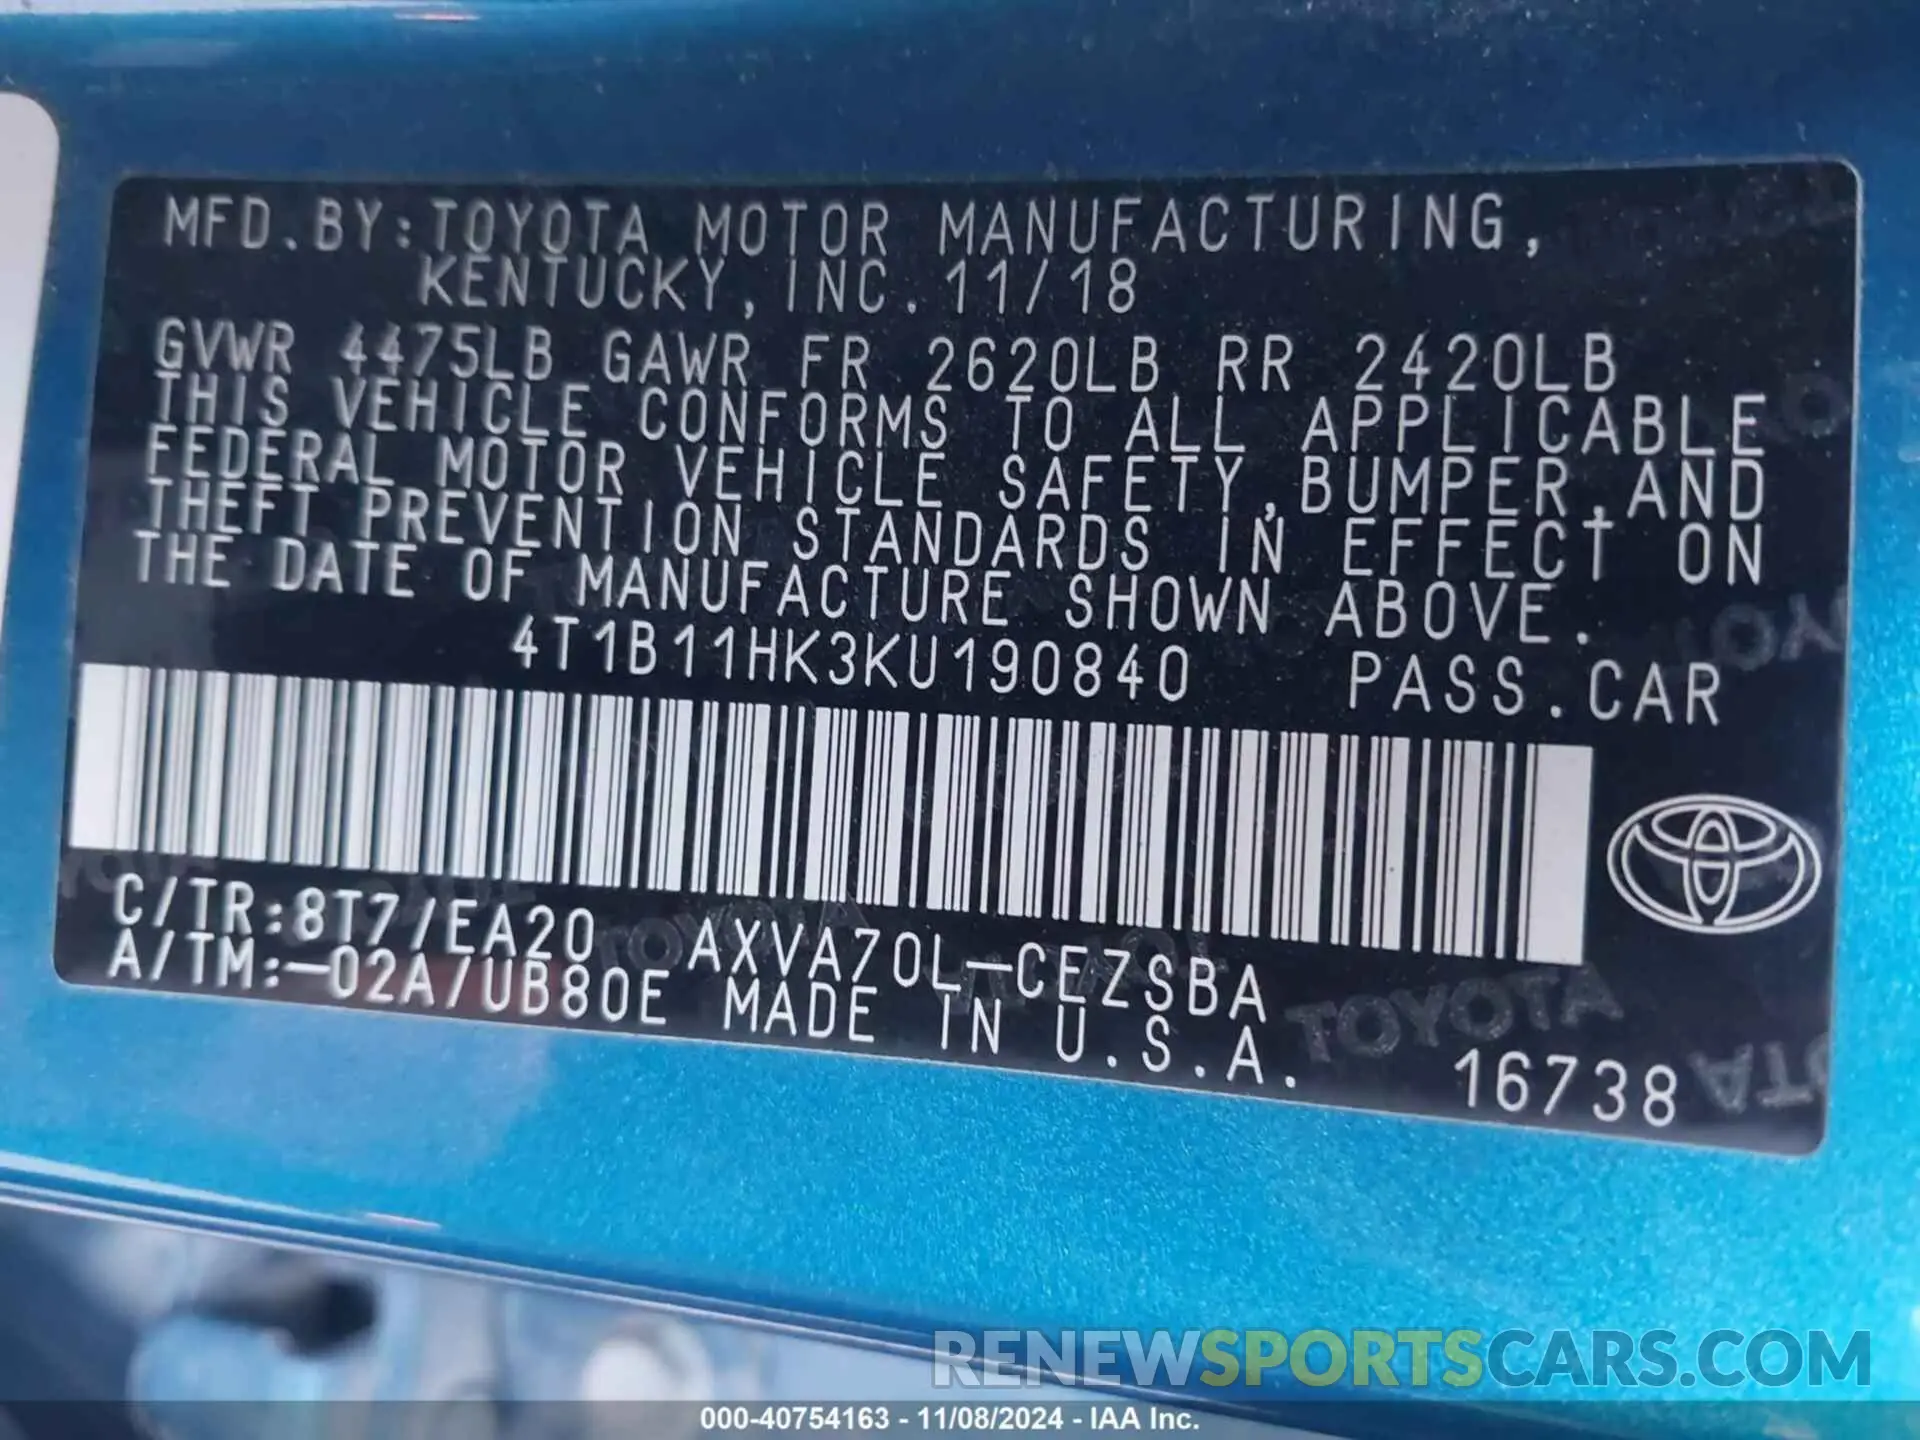 MFD.BY:TOYOTA MOTOR MANUFACTURING,
KENTUCKY, INC. 11/18
GVWR 4475LB GAWR FR 2620LB RR 2420LB
THIS VEHICLE CONFORMS TO ALL APPLICABLE
FEDERAL MOTOR VEHICLE SAFETY, BUMPER, AND
THEFT PREVENTION STANDARDS IN EFFECT ON
THE DATE OF MANUFACTURE SHOWN ABOVE.
4T1B11HK3KU190840 PASS.CAR
C/TR:8T7/EA20 AXVA70L-CEZSBA
A/TM:-02A/UB80E MADE IN U.S.A. 16738
TOYOTA
RENEWSPORTSCARS.COM
000-40754163 - 11/08/2024 - IAA Inc.